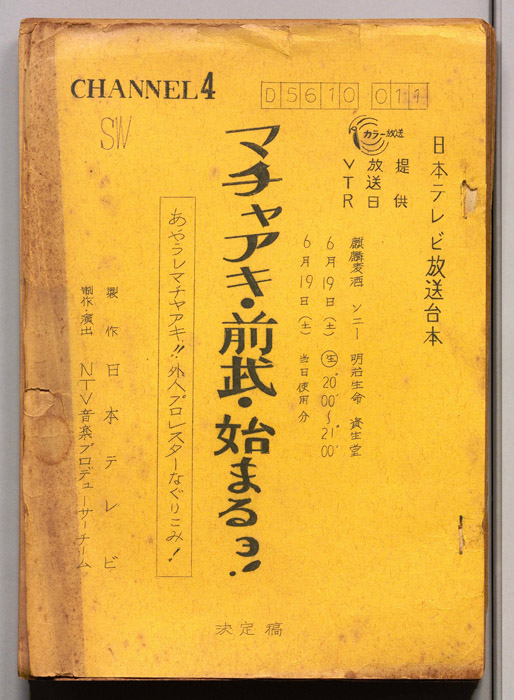 CHANNEL4
D5610 011
SW
カラー放送
日本テレビ放送台本
提供 麒麟麦酒 ソニー 明治生命 資生堂
放送日 6月19日(土) (生) 20°00′〜21°00′
VTR 6月19日(土) 当日使用分
マチャアキ・前武・始まるョ!
あやうしマチャアキ!!外人プロレスターなぐりこみ!
製作 日本テレビ
制作・演出 NTV音楽プロデューサーチーム
決定稿